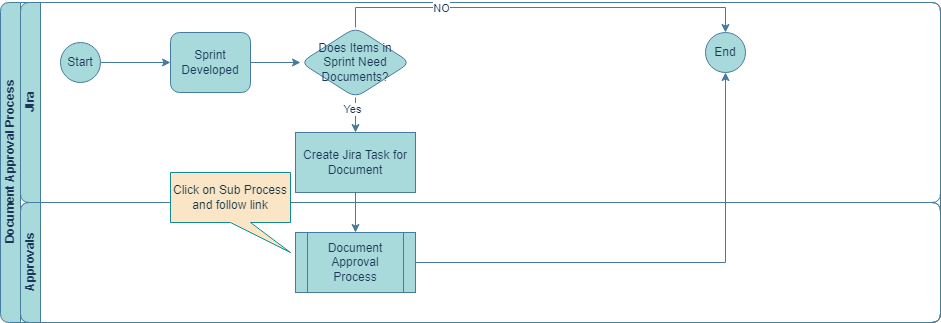 Document Approval Process
Jira
Start
Sprint
Developed
Does Items in
Sprint Need
Documents?
NO
End
Yes
Create Jira Task for
Document
Click on Sub Process
and follow link
Approvals
Document
Approval
Process